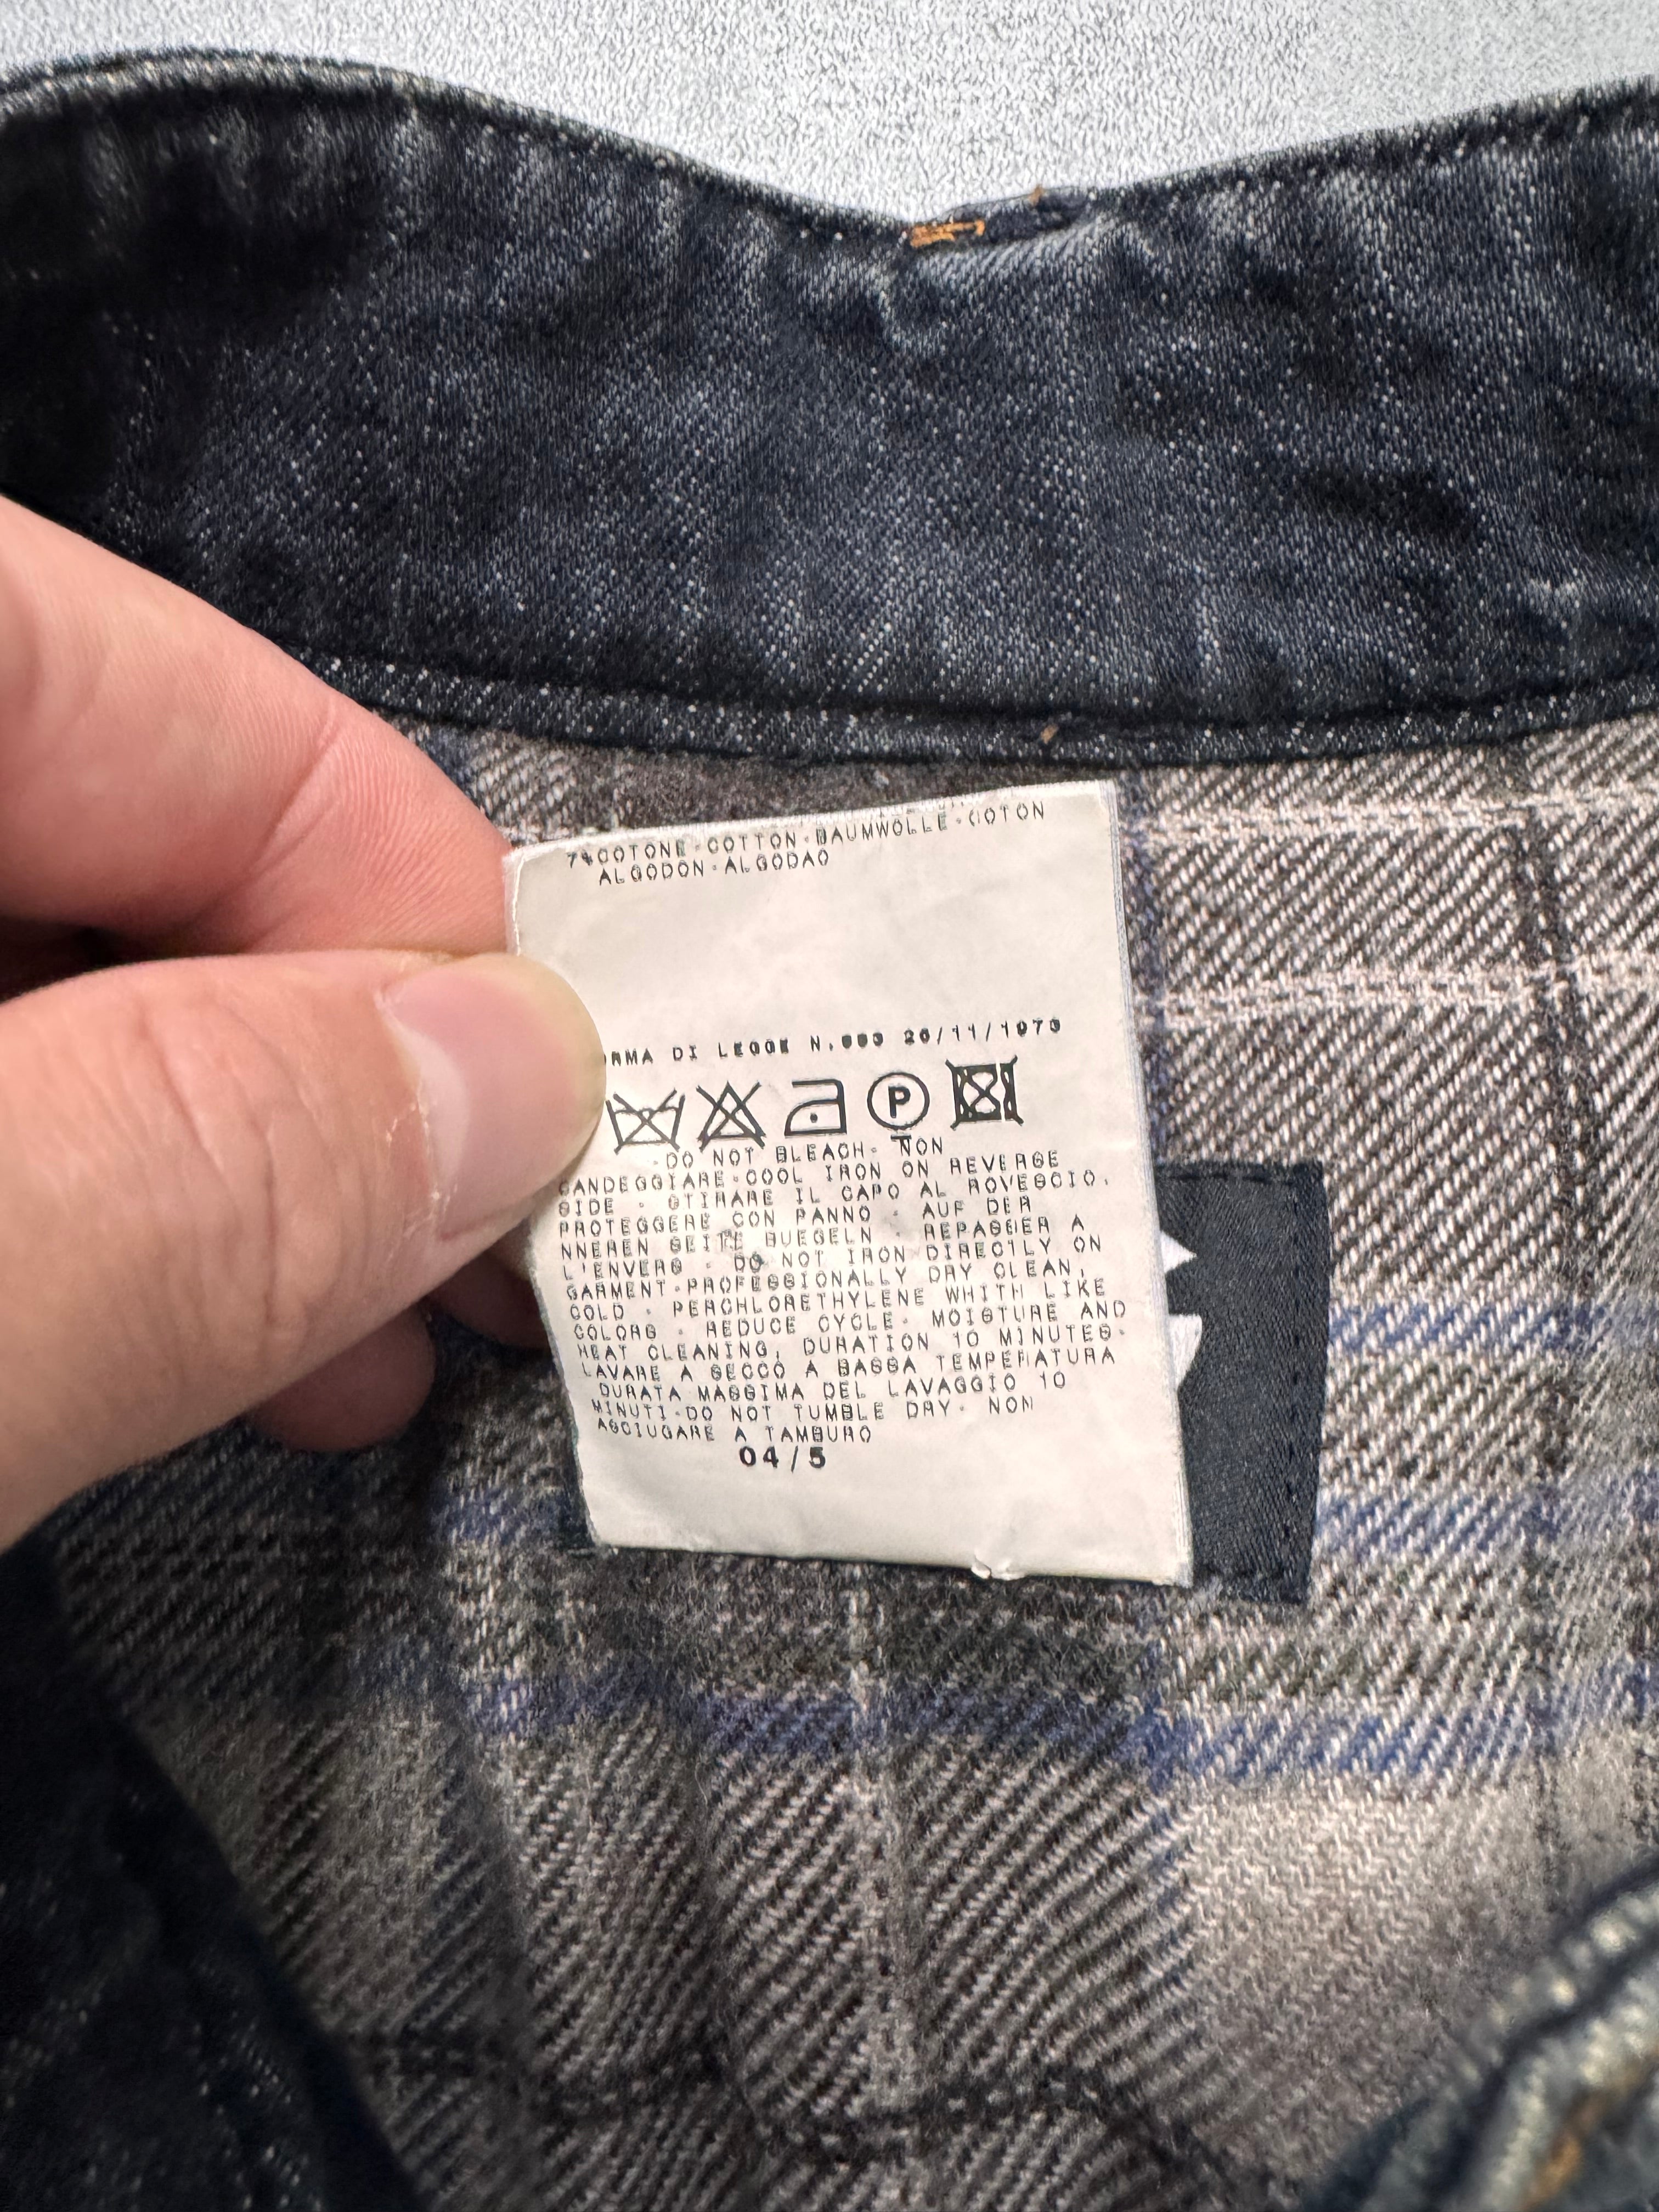 COTONE-COTTON-BAUMWOLLE-COTON
ALGODON-ALGODAO
DI LEGGE N. 26/11/1973
P
-DO NOT BLEACH- NON
CANDEGGIARE-COOL IRON ON REVERSE
SIDE - STIRARE IL CAPO AL ROVESCIO,
PROTEGGERE CON PANNO - AUF DER
NNEREN SEITE BUEGELN - REPASSER A
L'ENVERS - DO NOT IRON DIRECTLY ON
GARMENT-PROFESSIONALLY DRY CLEAN,
COLD - PERCHLORETHYLENE WHITH LIKE
COLORS - REDUCE CYCLE- MOISTURE AND
HEAT CLEANING, DURATION 10 MINUTES-
LAVARE A SECCO A BASSA TEMPERATURA
DURATA MASSIMA DEL LAVAGGIO 10
MINUTI-DO NOT TUMBLE DRY- NON
ASCIUGARE A TAMBURO
04/5